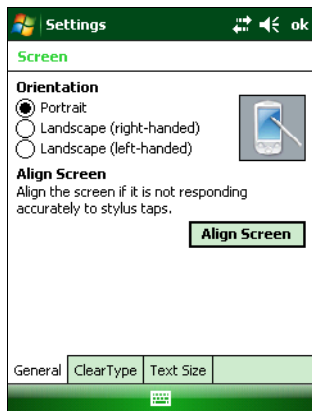 Settings
ok
Screen
Orientation
Portrait
Landscape (right-handed)
Landscape (left-handed)
Align Screen
Align the screen if it is not responding
accurately to stylus taps.
Align Screen
General ClearType Text Size